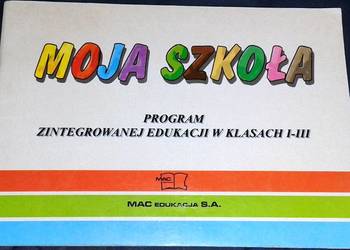 MOJA SZKOŁA
PROGRAM
ZINTEGROWANEJ EDUKACJI W KLASACH I-III
MAC
MAC EDUKACJA S.A.